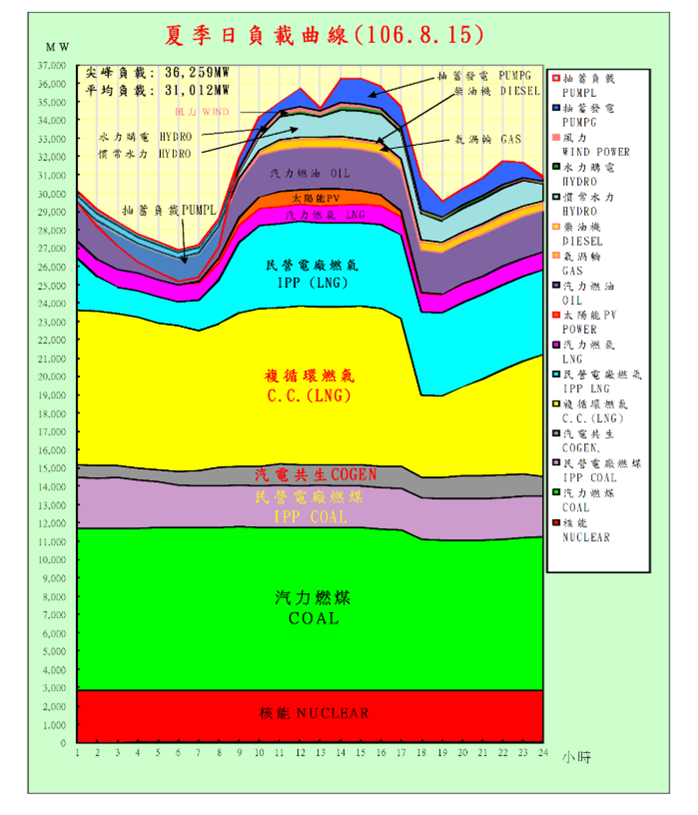 夏季日負載曲線(106.8.15)
MW
37,000
36,000
35,000
34,000
33,000
32,000
31,000
30,000
29,000
28,000
27,000
26,000
25,000
24,000
23,000
22,000
21,000
20,000
19,000
18,000
17,000
16,000
15,000
14,000
13,000
12,000
11,000
10,000
9,000
8,000
7,000
6,000
5,000
4,000
3,000
2,000
1,000
0
1 2 3 4 5 6 7 8 9 10 11 12 13 14 15 16 17 18 19 20 21 22 23 24
小時
尖峰負載: 36,259MW
平均負載: 31,012MW
風力 WIND
水力購電 HYDRO
慣常水力 HYDRO
抽蓄發電 PUMPG
柴油機 DIESEL
氣渦輪 GAS
抽蓄負載PUMPL
汽力燃油 OIL
太陽能PV
汽力燃氣 LNG
民營電廠燃氣
IPP (LNG)
複循環燃氣
C.C.(LNG)
汽電共生COGEN
民營電廠燃煤
IPP COAL
汽力燃煤
COAL
核能 NUCLEAR
抽蓄負載
PUMPL
抽蓄發電
PUMPG
風力
WIND POWER
水力購電
HYDRO
慣常水力
HYDRO
柴油機
DIESEL
氣渦輪
GAS
汽力燃油
OIL
太陽能PV
POWER
汽力燃氣
LNG
民營電廠燃氣
IPP LNG
複循環燃氣
C.C.(LNG)
汽電共生
COGEN.
民營電廠燃煤
IPP COAL
汽力燃煤
COAL
核能
NUCLEAR